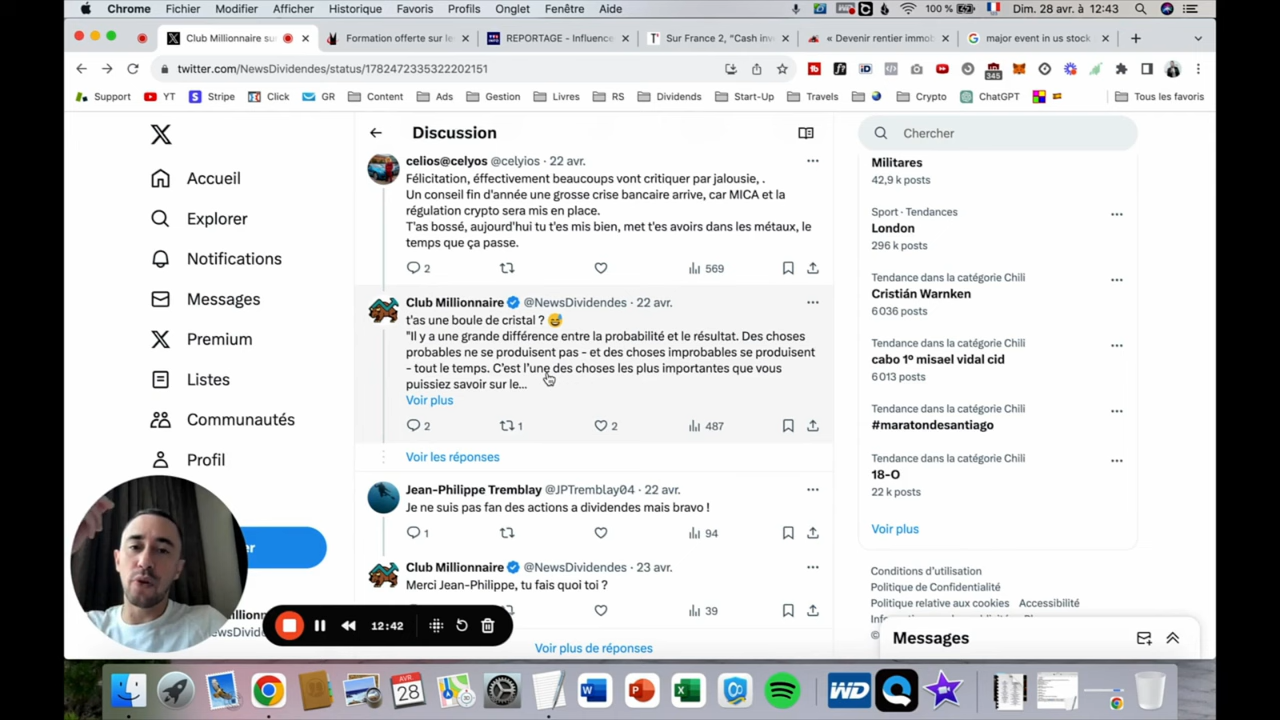 Chrome Fichier Modifier Afficher Historique Favoris Profils Onglet Fenêtre Aide 100 % Dim. 28 avr. à 12:43
Club Millionnaire su
Formation offerte sur le
REPORTAGE - Influence
Sur France 2, "Cash inv
« Devenir rentier immob
major event in us stock
twitter.com/NewsDividendes/status/1782472335322202151
345
Support YT Stripe Click GR Content Ads Gestion Livres RS Dividends Start-Up Travels Crypto ChatGPT Tous les favoris
Accueil
Explorer
Notifications
Messages
Premium
Listes
Communautés
Profil
er
Discussion
celios@celyos @celyios · 22 avr.
Félicitation, éffectivement beaucoups vont critiquer par jalousie, .
Un conseil fin d'année une grosse crise bancaire arrive, car MICA et la
régulation crypto sera mis en place.
T'as bossé, aujourd'hui tu t'es mis bien, met t'es avoirs dans les métaux, le
temps que ça passe.
2 569
Club Millionnaire @NewsDividendes · 22 avr.
t'as une boule de cristal ? 😅
"Il y a une grande différence entre la probabilité et le résultat. Des choses
probables ne se produisent pas - et des choses improbables se produisent
- tout le temps. C'est l'une des choses les plus importantes que vous
puissiez savoir sur le...
Voir plus
2 1 2 487
Voir les réponses
Jean-Philippe Tremblay @JPTremblay04 · 22 avr.
Je ne suis pas fan des actions a dividendes mais bravo !
1 94
Club Millionnaire @NewsDividendes · 23 avr.
Merci Jean-Philippe, tu fais quoi toi ?
39
Voir plus de réponses
12:42
Chercher
Militares
42,9 k posts
Sport · Tendances
London
296 k posts
Tendance dans la catégorie Chili
Cristián Warnken
6 036 posts
Tendance dans la catégorie Chili
cabo 1º misael vidal cid
6 013 posts
Tendance dans la catégorie Chili
#maratondesantiago
Tendance dans la catégorie Chili
18-O
22 k posts
Voir plus
Conditions d'utilisation
Politique de Confidentialité
Politique relative aux cookies Accessibilité
Messages
AVR.
28
W P X WD